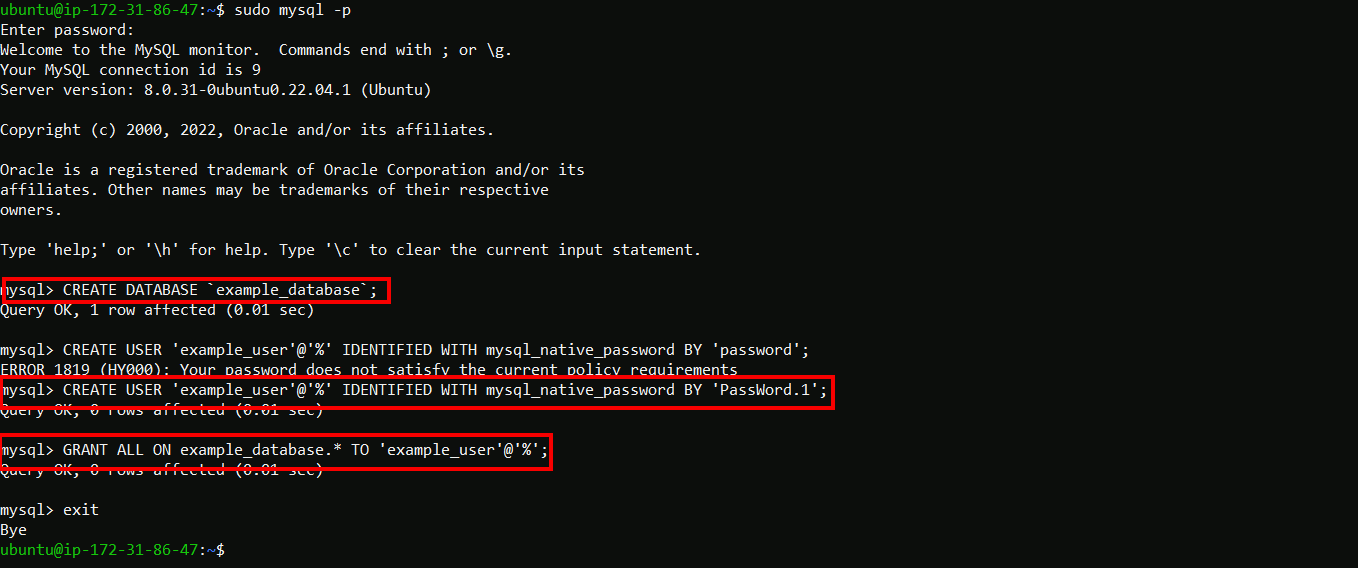 ubuntu@ip-172-31-86-47:~$ sudo mysql -p
Enter password:
Welcome to the MySQL monitor.  Commands end with ; or \g.
Your MySQL connection id is 9
Server version: 8.0.31-0ubuntu0.22.04.1 (Ubuntu)
Copyright (c) 2000, 2022, Oracle and/or its affiliates.
Oracle is a registered trademark of Oracle Corporation and/or its
affiliates. Other names may be trademarks of their respective
owners.
Type 'help;' or '\h' for help. Type '\c' to clear the current input statement.
mysql> CREATE DATABASE `example_database`;
Query OK, 1 row affected (0.01 sec)
mysql> CREATE USER 'example_user'@'%' IDENTIFIED WITH mysql_native_password BY 'password';
ERROR 1819 (HY000): Your password does not satisfy the current policy requirements
mysql> CREATE USER 'example_user'@'%' IDENTIFIED WITH mysql_native_password BY 'PassWord.1';
Query OK, 0 rows affected (0.01 sec)
mysql> GRANT ALL ON example_database.* TO 'example_user'@'%';
Query OK, 0 rows affected (0.01 sec)
mysql> exit
Bye
ubuntu@ip-172-31-86-47:~$